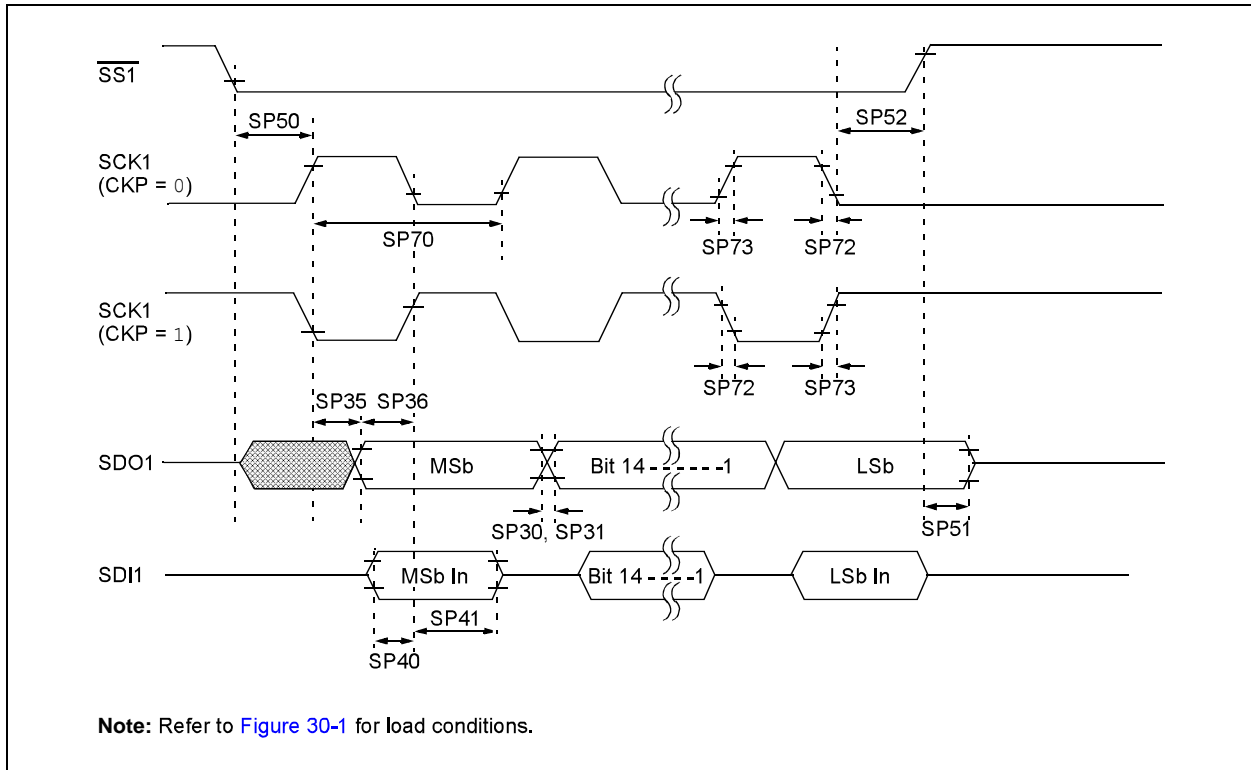 SS1
SP50
SP52
SCK1
(CKP = 0)
SP70
SP73
SP72
SCK1
(CKP = 1)
SP72
SP73
SP35
SP36
SDO1
MSb
Bit 14 - - - - - -1
LSb
SP30, SP31
SP51
SDI1
MSb In
Bit 14 - - - -1
LSb In
SP41
SP40
Note: Refer to Figure 30-1 for load conditions.